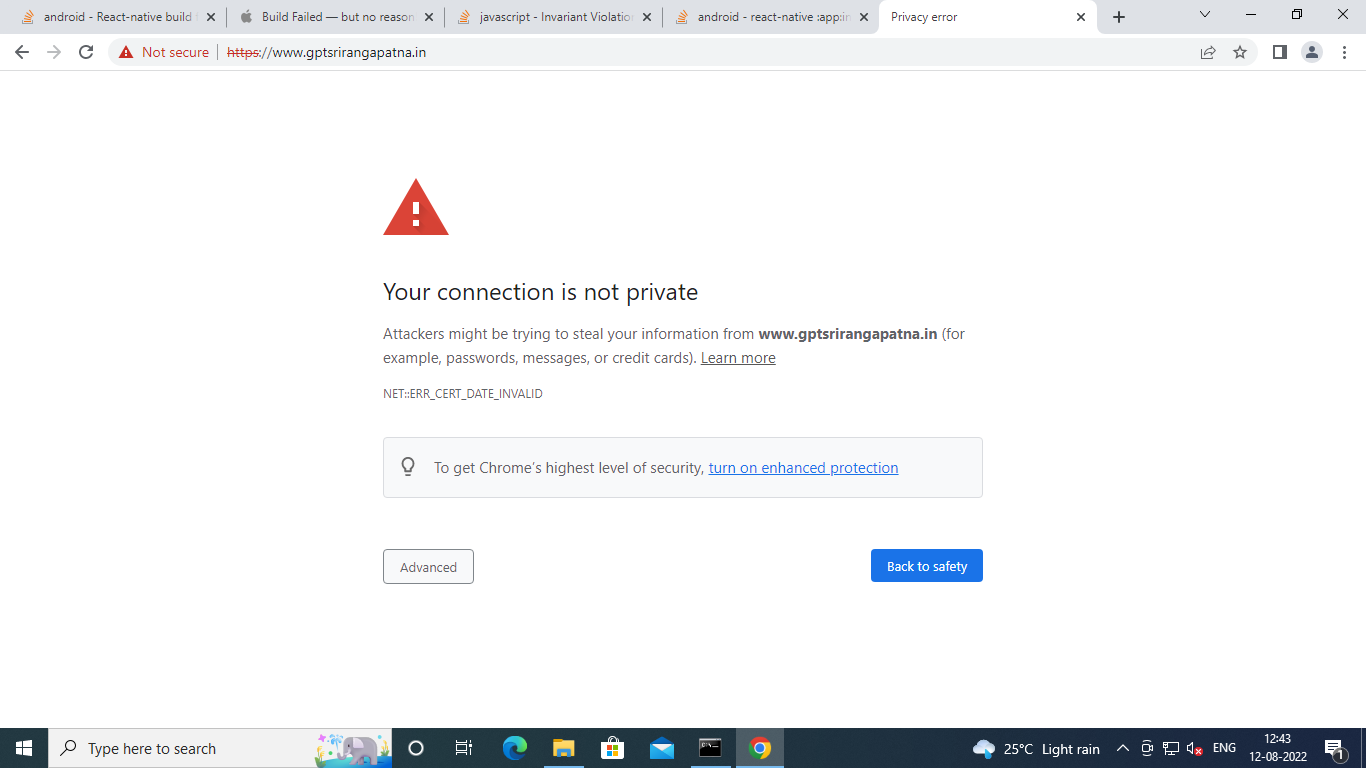 android - React-native build
Build Failed — but no reason
javascript - Invariant Violation
android - react-native :app:in
Privacy error
Not secure
https://www.gptsrirangapatna.in
Your connection is not private
Attackers might be trying to steal your information from www.gptsrirangapatna.in (for
example, passwords, messages, or credit cards). Learn more
NET::ERR_CERT_DATE_INVALID
To get Chrome's highest level of security, turn on enhanced protection
Advanced
Back to safety
Type here to search
25°C Light rain
ENG
12:43
12-08-2022
1